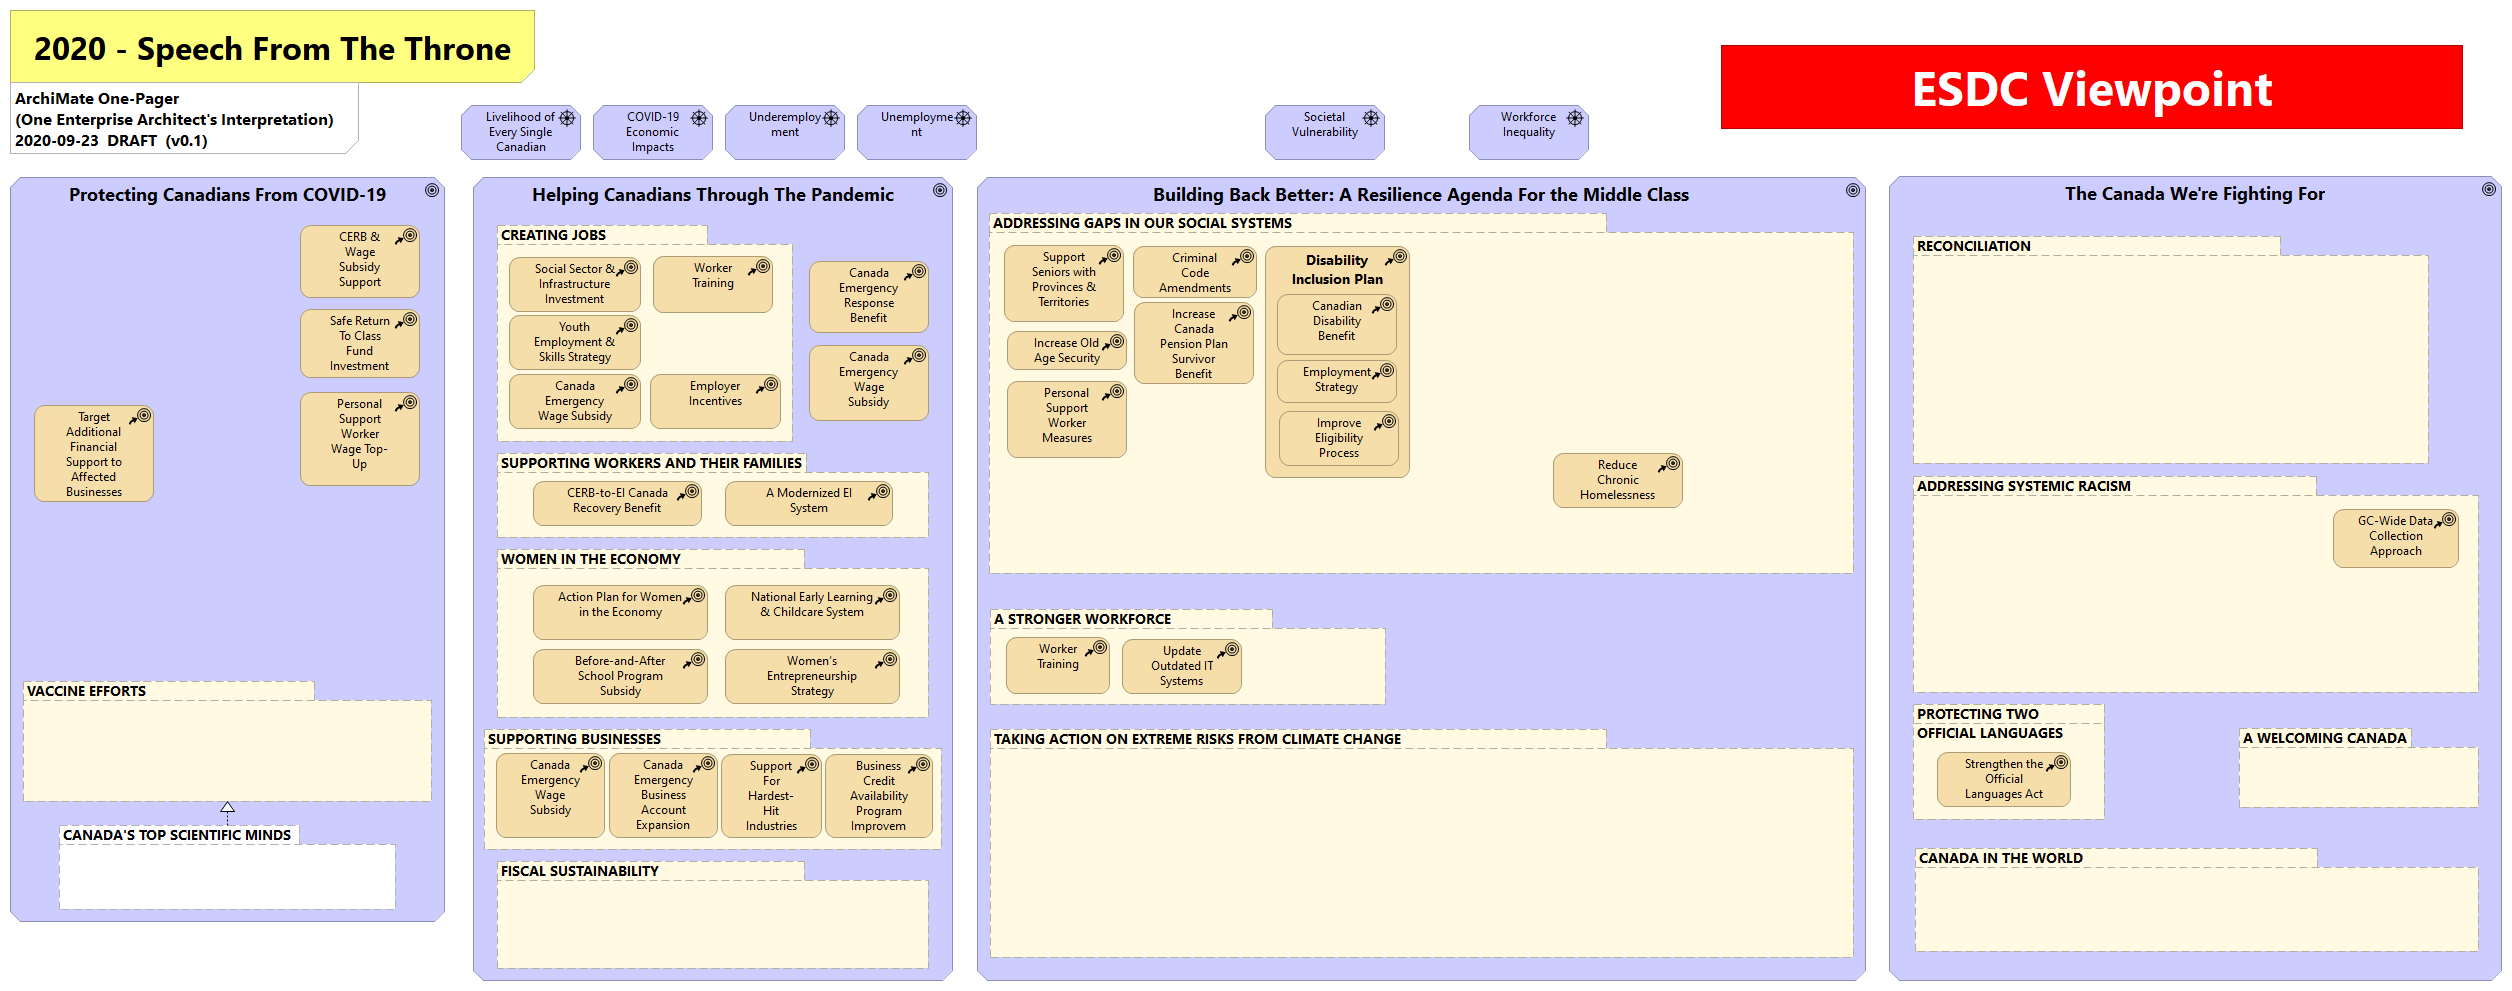 2020 - Speech From The Throne
ArchiMate One-Pager
(One Enterprise Architect's Interpretation)
2020-09-23  DRAFT  (v0.1)
ESDC Viewpoint
Livelihood of
Every Single
Canadian
COVID-19
Economic
Impacts
Underemploy
ment
Unemployme
nt
Societal
Vulnerability
Workforce
Inequality
Protecting Canadians From COVID-19
CERB &
Wage
Subsidy
Support
Safe Return
To Class
Fund
Investment
Personal
Support
Worker
Wage Top-
Up
Target
Additional
Financial
Support to
Affected
Businesses
VACCINE EFFORTS
CANADA'S TOP SCIENTIFIC MINDS
Helping Canadians Through The Pandemic
CREATING JOBS
Social Sector &
Infrastructure
Investment
Worker
Training
Youth
Employment &
Skills Strategy
Canada
Emergency
Wage Subsidy
Employer
Incentives
Canada
Emergency
Response
Benefit
Canada
Emergency
Wage
Subsidy
SUPPORTING WORKERS AND THEIR FAMILIES
CERB-to-EI Canada
Recovery Benefit
A Modernized EI
System
WOMEN IN THE ECONOMY
Action Plan for Women
in the Economy
National Early Learning
& Childcare System
Before-and-After
School Program
Subsidy
Women's
Entrepreneurship
Strategy
SUPPORTING BUSINESSES
Canada
Emergency
Wage
Subsidy
Canada
Emergency
Business
Account
Expansion
Support
For
Hardest-
Hit
Industries
Business
Credit
Availability
Program
Improvem
FISCAL SUSTAINABILITY
Building Back Better: A Resilience Agenda For the Middle Class
ADDRESSING GAPS IN OUR SOCIAL SYSTEMS
Support
Seniors with
Provinces &
Territories
Increase Old
Age Security
Personal
Support
Worker
Measures
Criminal
Code
Amendments
Increase
Canada
Pension Plan
Survivor
Benefit
Disability
Inclusion Plan
Canadian
Disability
Benefit
Employment
Strategy
Improve
Eligibility
Process
Reduce
Chronic
Homelessness
A STRONGER WORKFORCE
Worker
Training
Update
Outdated IT
Systems
TAKING ACTION ON EXTREME RISKS FROM CLIMATE CHANGE
The Canada We're Fighting For
RECONCILIATION
ADDRESSING SYSTEMIC RACISM
GC-Wide Data
Collection
Approach
PROTECTING TWO
OFFICIAL LANGUAGES
Strengthen the
Official
Languages Act
A WELCOMING CANADA
CANADA IN THE WORLD